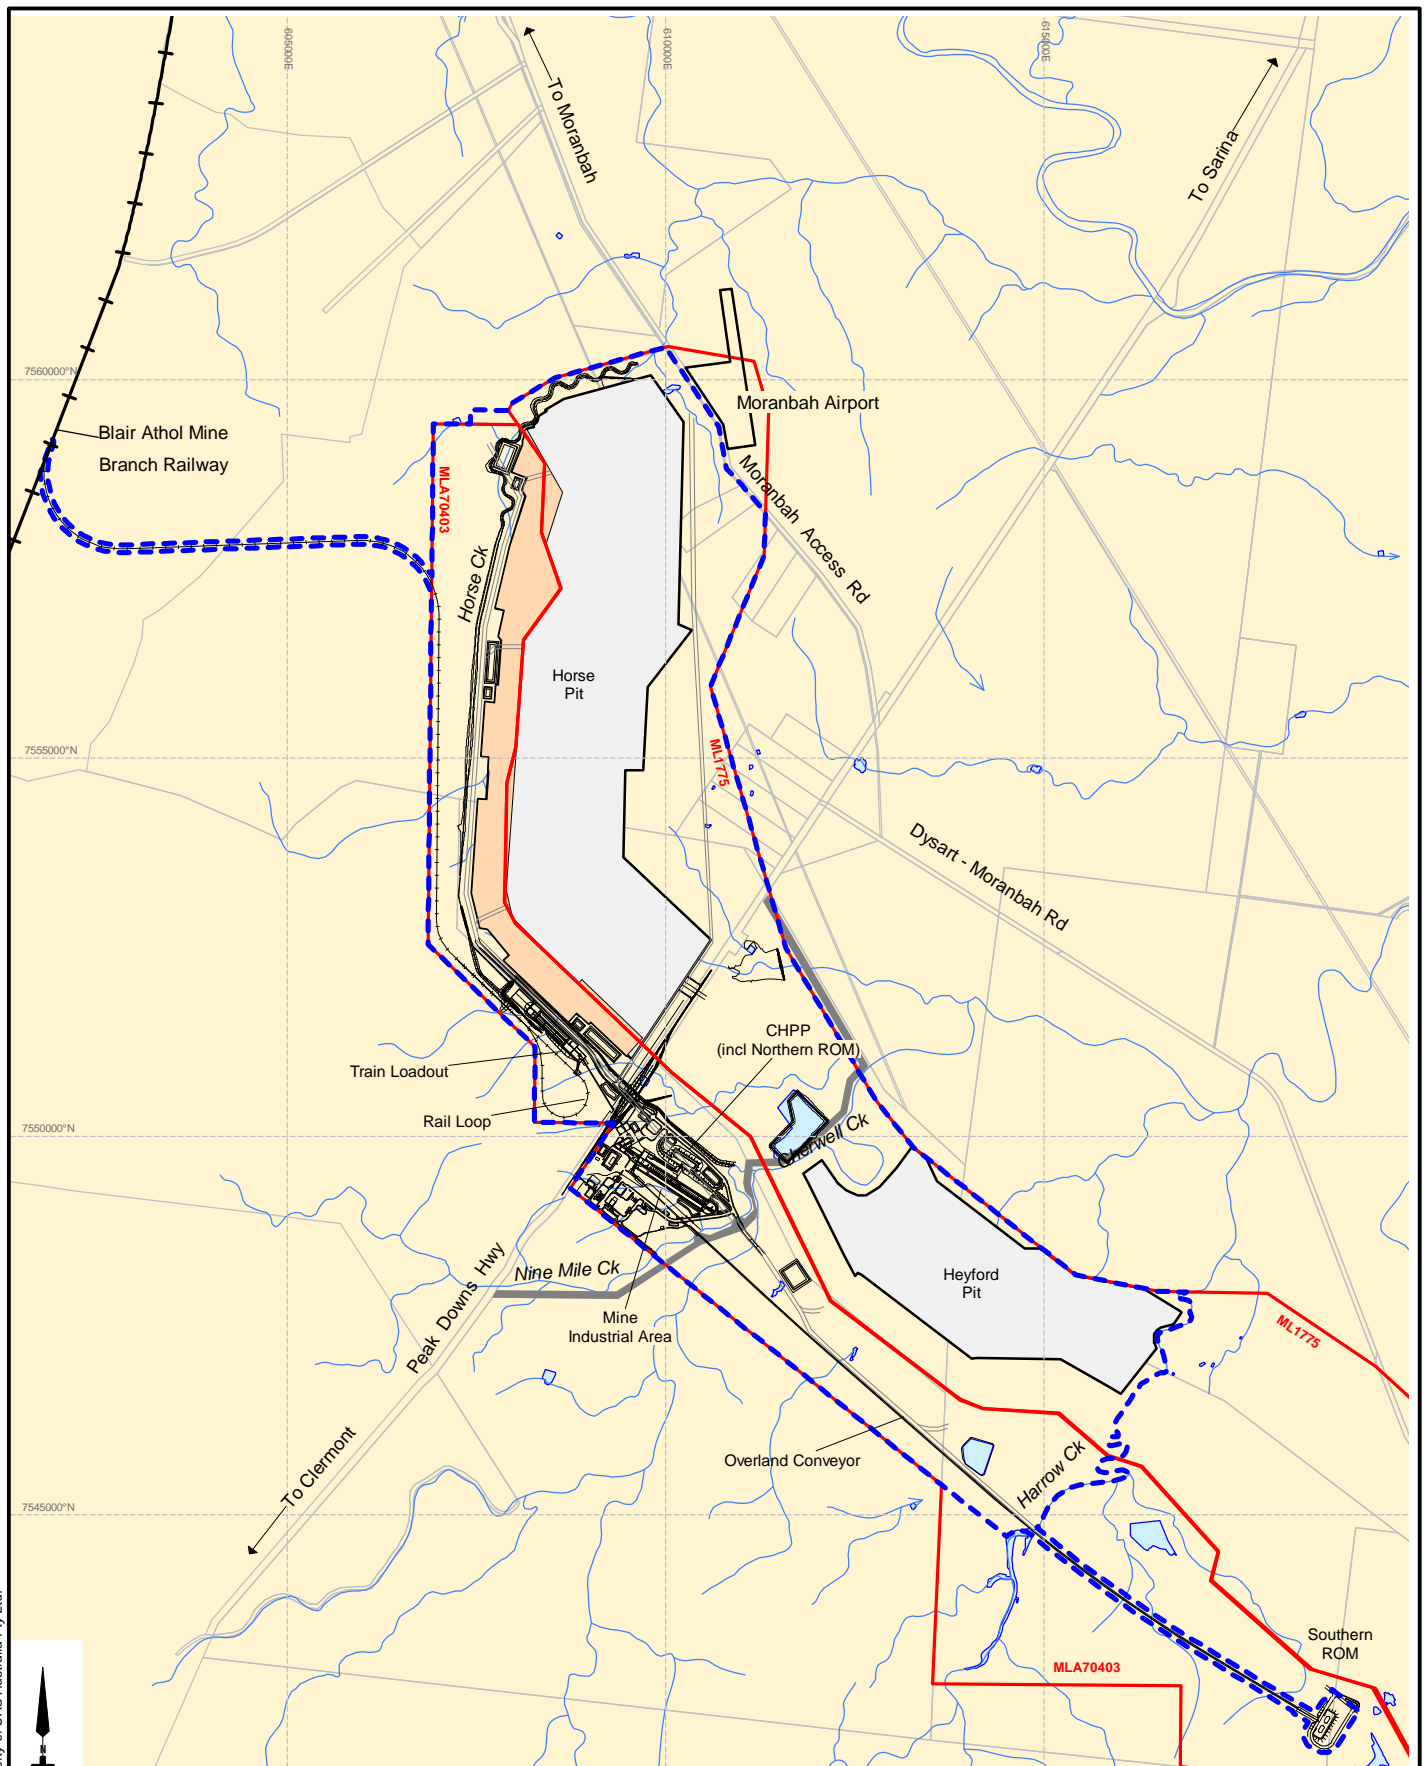 605000E
610000E
615000E
To Moranbah
To Sarina
7560000°N
Moranbah Airport
Blair Athol Mine
Branch Railway
MLA70403
Moranbah Access Rd
Horse Ck
Horse
Pit
ML1775
7555000°N
Dysart - Moranbah Rd
CHPP
(incl Northern ROM)
Train Loadout
Rail Loop
7550000°N
Cherwell Ck
Nine Mile Ck
Heyford
Pit
Peak Downs Hwy
Mine
Industrial Area
ML1775
To Clermont
Overland Conveyor
Harrow Ck
7545000°N
Southern
ROM
MLA70403
N